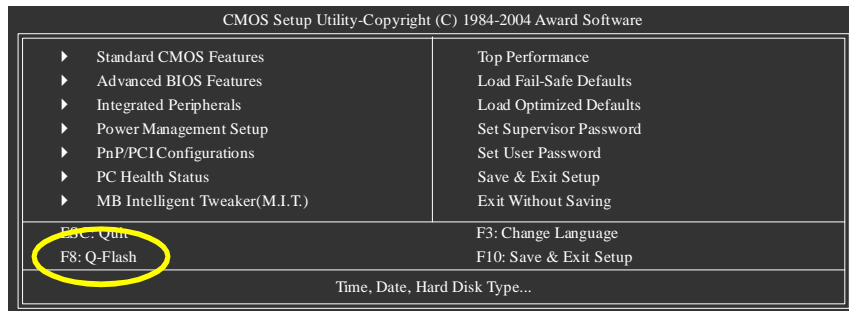 CMOS Setup Utility-Copyright (C) 1984-2004 Award Software
Standard CMOS Features
Advanced BIOS Features
Integrated Peripherals
Power Management Setup
PnP/PCI Configurations
PC Health Status
MB Intelligent Tweaker(M.I.T.)
Top Performance
Load Fail-Safe Defaults
Load Optimized Defaults
Set Supervisor Password
Set User Password
Save & Exit Setup
Exit Without Saving
ESC: Quit
F8: Q-Flash
F3: Change Language
F10: Save & Exit Setup
Time, Date, Hard Disk Type...